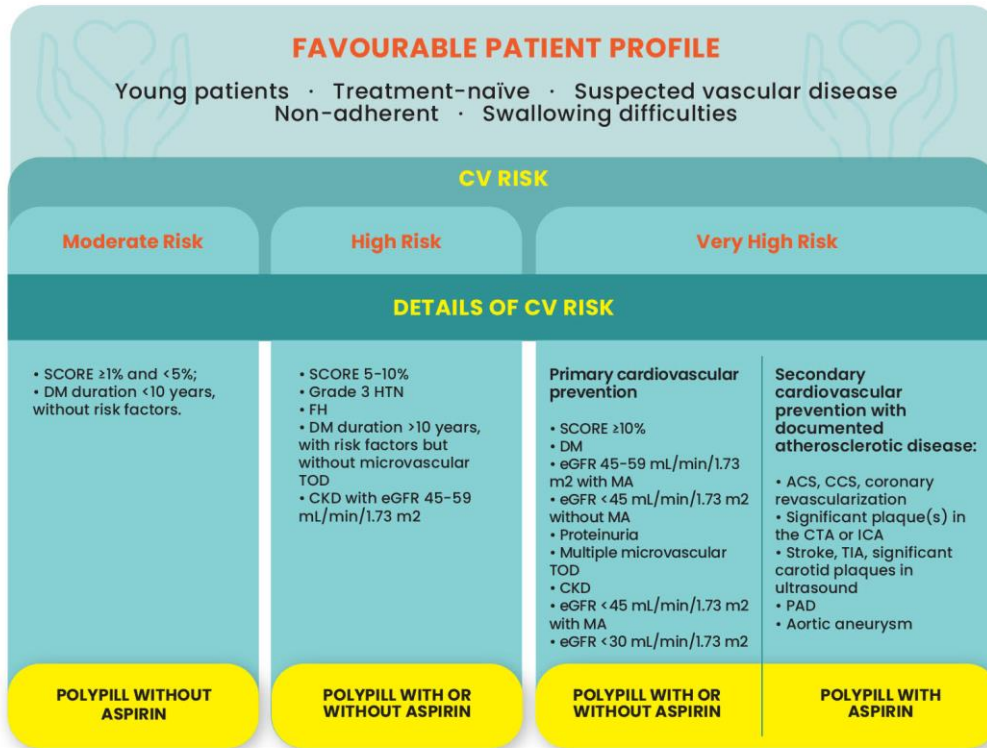 FAVOURABLE PATIENT PROFILE
Young patients · Treatment-naïve · Suspected vascular disease
Non-adherent · Swallowing difficulties
CV RISK
Moderate Risk
High Risk
Very High Risk
DETAILS OF CV RISK
• SCORE ≥1% and <5%;
• DM duration <10 years,
without risk factors.
• SCORE 5-10%
• Grade 3 HTN
• FH
• DM duration >10 years,
with risk factors but
without microvascular
TOD
• CKD with eGFR 45-59
mL/min/1.73 m2
Primary cardiovascular
prevention
• SCORE ≥10%
• DM
• eGFR 45-59 mL/min/1.73
m2 with MA
• eGFR <45 mL/min/1.73 m2
without MA
• Proteinuria
• Multiple microvascular
TOD
• CKD
• eGFR <45 mL/min/1.73 m2
with MA
• eGFR <30 mL/min/1.73 m2
Secondary
cardiovascular
prevention with
documented
atherosclerotic disease:
• ACS, CCS, coronary
revascularization
• Significant plaque(s) in
the CTA or ICA
• Stroke, TIA, significant
carotid plaques in
ultrasound
• PAD
• Aortic aneurysm
POLYPILL WITHOUT
ASPIRIN
POLYPILL WITH OR
WITHOUT ASPIRIN
POLYPILL WITH OR
WITHOUT ASPIRIN
POLYPILL WITH
ASPIRIN